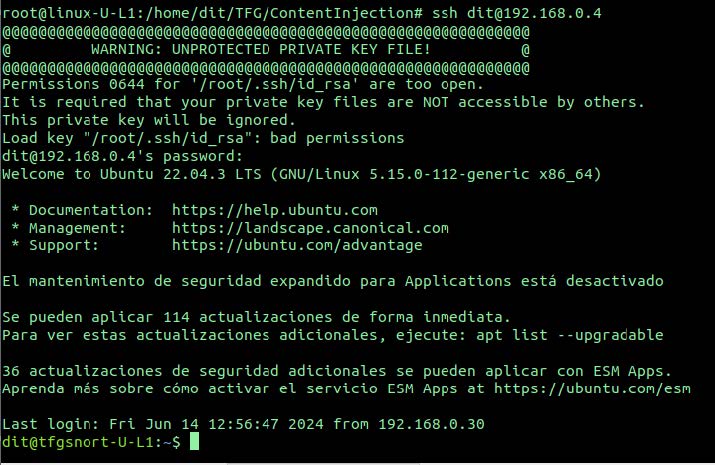 root@linux-U-L1:/home/dit/TFG/ContentInjection# ssh dit@192.168.0.4
@@@@@@@@@@@@@@@@@@@@@@@@@@@@@@@@@@@@@@@@@@@@@@@@@@@@@@@@@@@
@         WARNING: UNPROTECTED PRIVATE KEY FILE!          @
@@@@@@@@@@@@@@@@@@@@@@@@@@@@@@@@@@@@@@@@@@@@@@@@@@@@@@@@@@@
Permissions 0644 for '/root/.ssh/id_rsa' are too open.
It is required that your private key files are NOT accessible by others.
This private key will be ignored.
Load key "/root/.ssh/id_rsa": bad permissions
dit@192.168.0.4's password:
Welcome to Ubuntu 22.04.3 LTS (GNU/Linux 5.15.0-112-generic x86_64)
 * Documentation:  https://help.ubuntu.com
 * Management:     https://landscape.canonical.com
 * Support:        https://ubuntu.com/advantage
El mantenimiento de seguridad expandido para Applications está desactivado
Se pueden aplicar 114 actualizaciones de forma inmediata.
Para ver estas actualizaciones adicionales, ejecute: apt list --upgradable
36 actualizaciones de seguridad adicionales se pueden aplicar con ESM Apps.
Aprenda más sobre cómo activar el servicio ESM Apps at https://ubuntu.com/esm
Last login: Fri Jun 14 12:56:47 2024 from 192.168.0.30
dit@tfgsnort-U-L1:~$